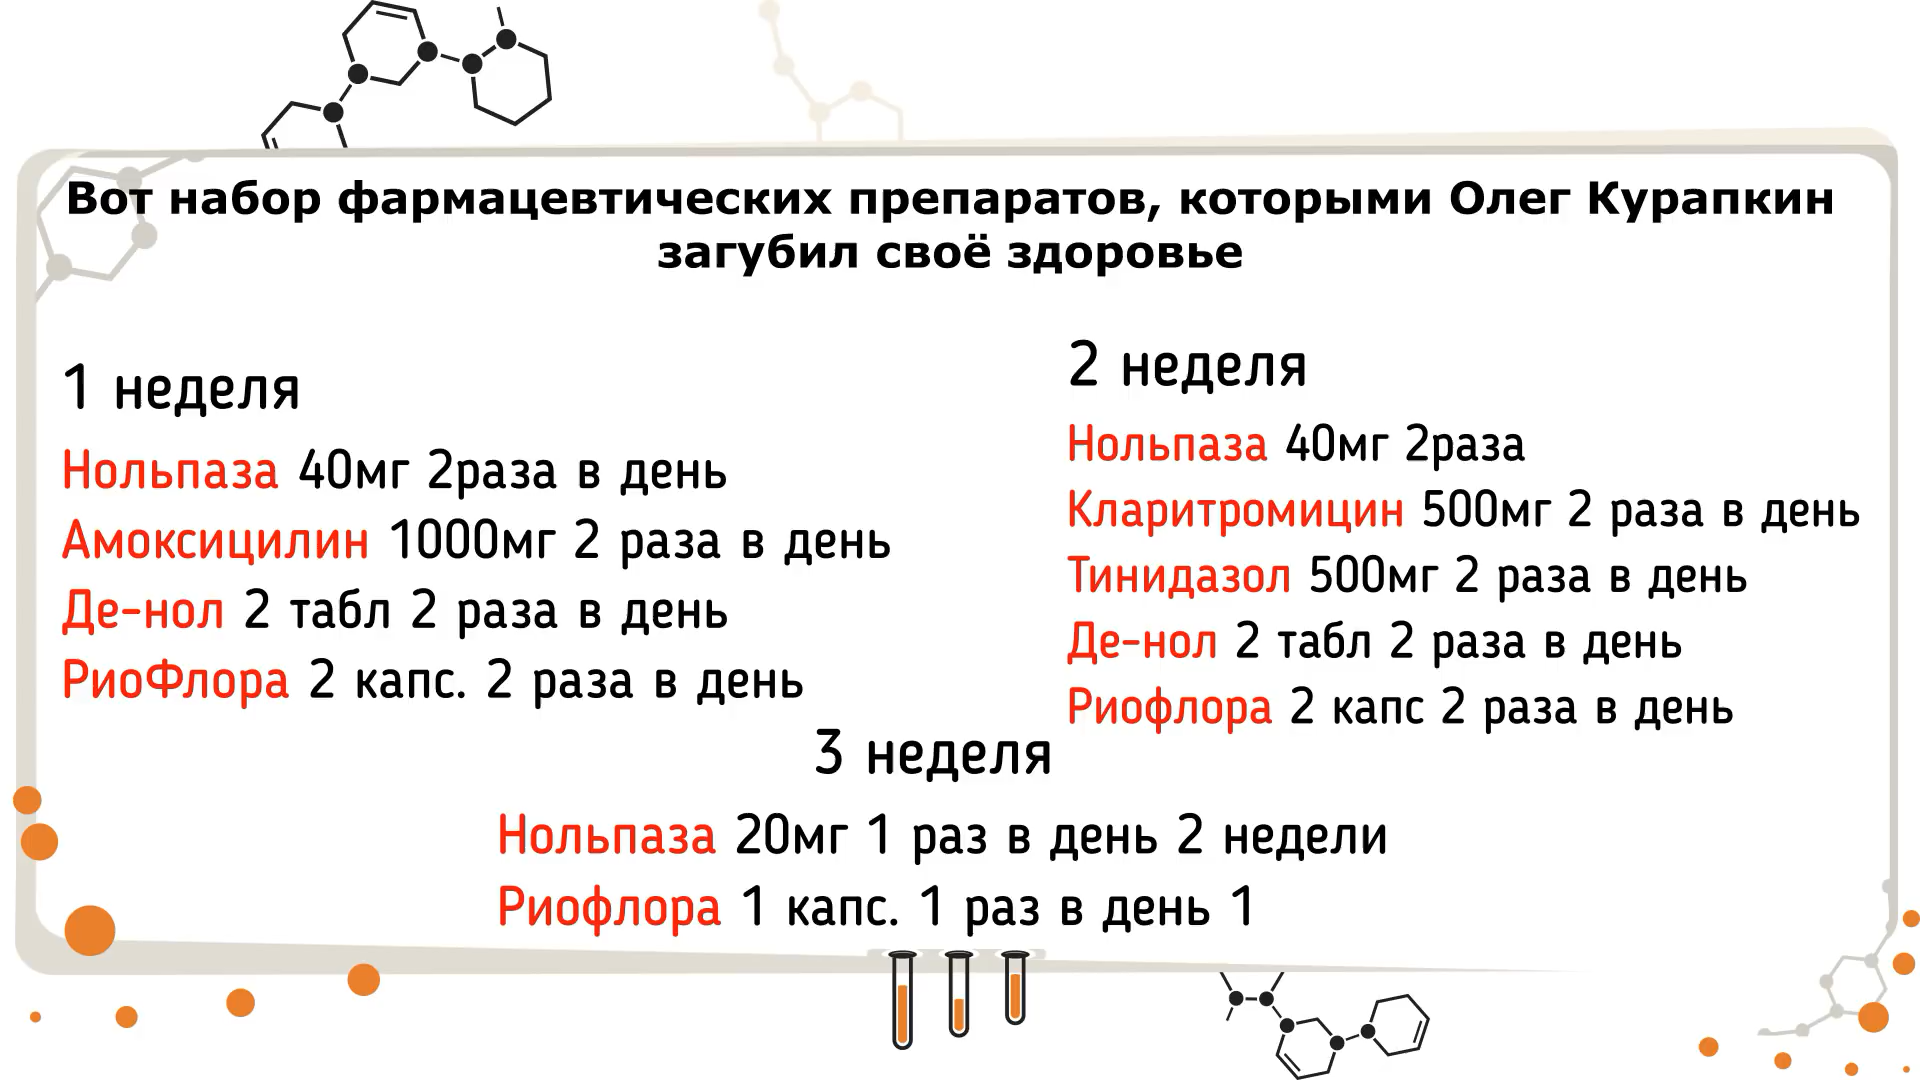 Вот набор фармацевтических препаратов, которыми Олег Курапкин
загубил своё здоровье
1 неделя
Нольпаза 40мг 2раза в день
Амоксицилин 1000мг 2 раза в день
Де-нол 2 табл 2 раза в день
РиоФлора 2 капс. 2 раза в день
2 неделя
Нольпаза 40мг 2раза
Кларитромицин 500мг 2 раза в день
Тинидазол 500мг 2 раза в день
Де-нол 2 табл 2 раза в день
Риофлора 2 капс 2 раза в день
3 неделя
Нольпаза 20мг 1 раз в день 2 недели
Риофлора 1 капс. 1 раз в день 1